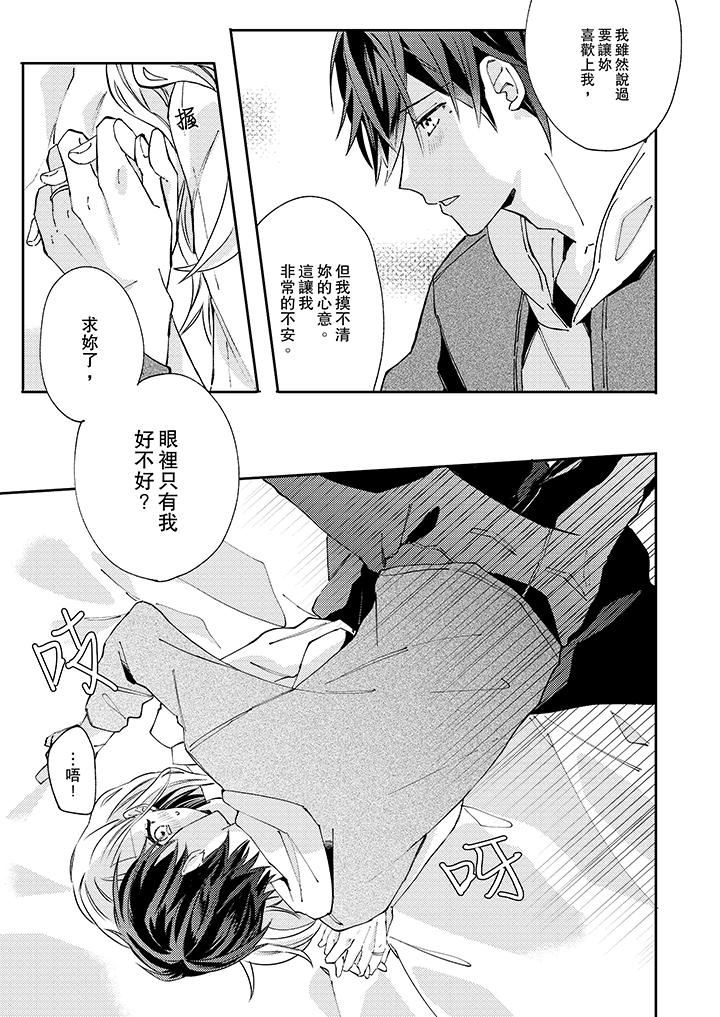 我雖然說過
要讓妳
喜歡上我，
但我摸不清
妳的心意。
這讓我
非常的不安。
握
求妳了，
眼裡只有我
好不好？
吱
…唔！
呀